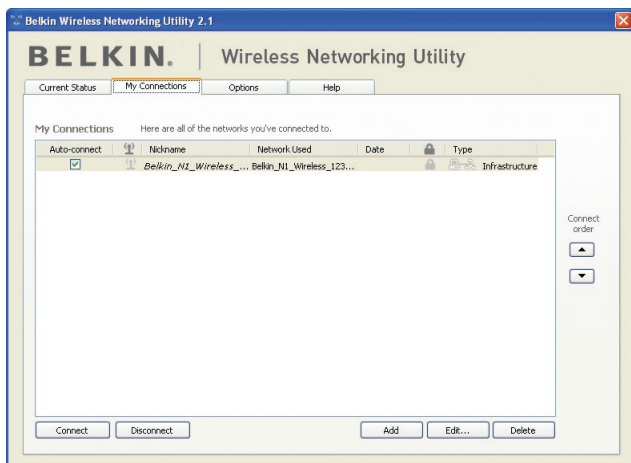 Belkin Wireless Networking Utility 2.1
BELKIN. | Wireless Networking Utility
Current Status My Connections Options Help
My Connections Here are all of the networks you've connected to.
Auto-connect Nickname Network Used Date Type
Belkin_N1_Wireless_... Belkin_N1_Wireless_123... Infrastructure
Connect
order
Connect Disconnect Add Edit... Delete